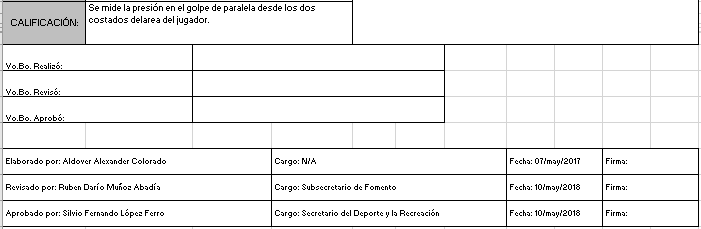 CALIFICACIÓN:
Se mide la presión en el golpe de paralela desde los dos
costados delarea del jugador.
Vo.Bo. Realizó:
Vo.Bo. Revisó:
Vo.Bo. Aprobó:
Elaborado por: Aldover Alexander Colorado Cargo: N/A Fecha: 07/may/2017 Firma:
Revisado por: Ruben Darío Muñoz Abadía Cargo: Subsecretario de Fomento Fecha: 10/may/2018 Firma:
Aprobado por: Silvio Fernando López Ferro Cargo: Secretario del Deporte y la Recreación Fecha: 10/may/2018 Firma: